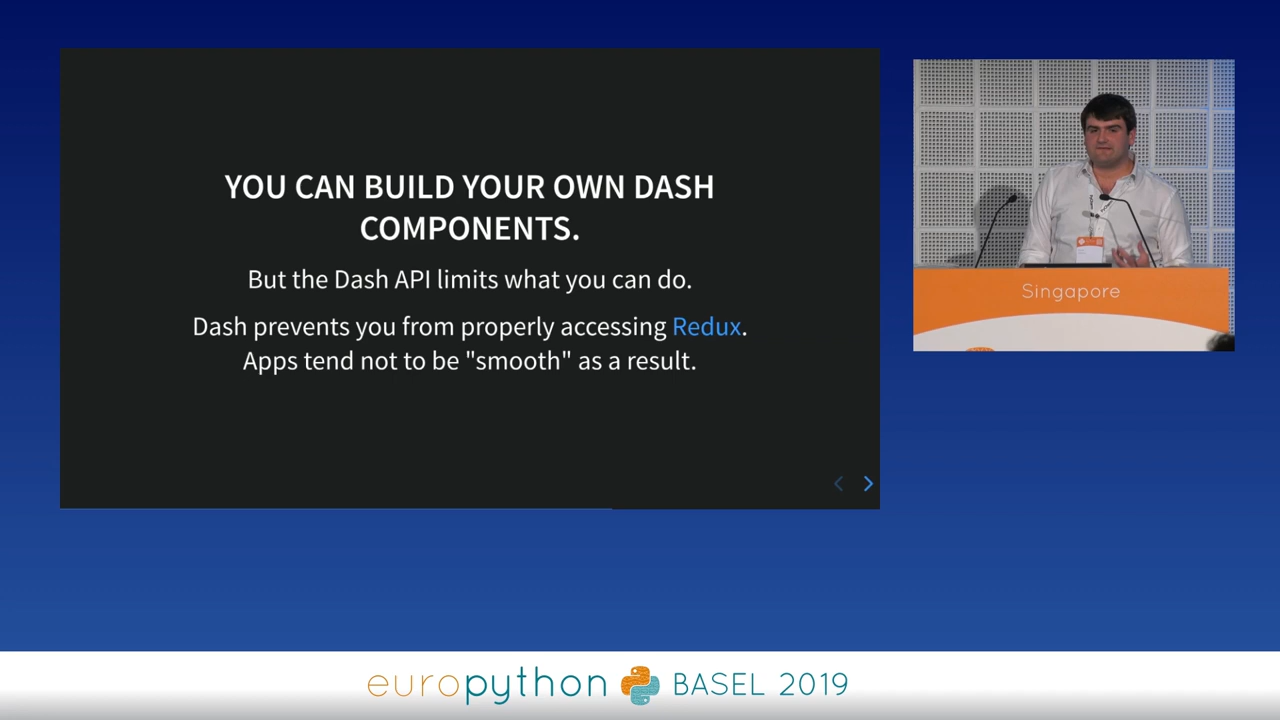 YOU CAN BUILD YOUR OWN DASH
COMPONENTS.
But the Dash API limits what you can do.
Dash prevents you from properly accessing Redux.
Apps tend not to be "smooth" as a result.
Singapore
europython BASEL 2019